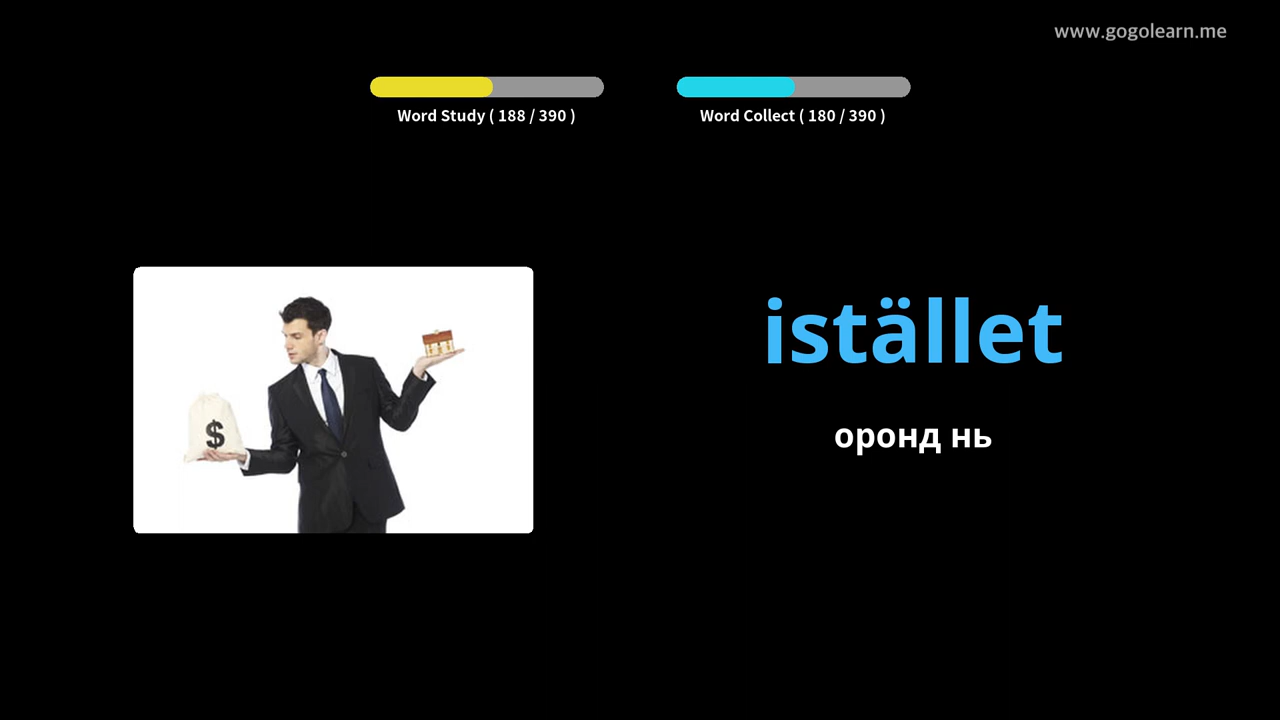 www.gogolearn.me
Word Study ( 188 / 390 )
Word Collect ( 180 / 390 )
$
istället
оронд нь